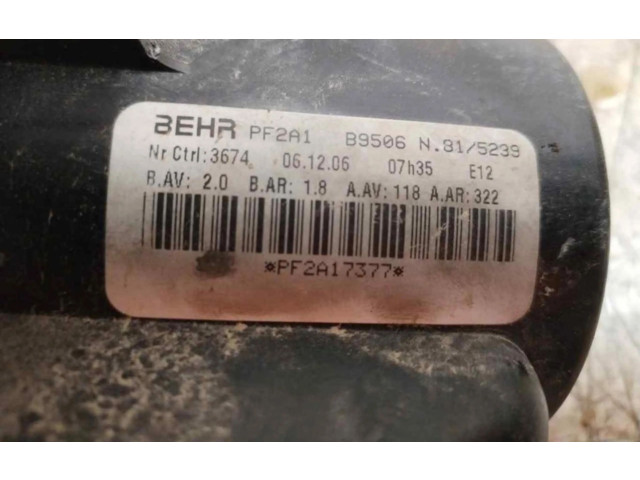 BEHR PF2A1 B9506 N.81/5239
Nr Ctrl:3674 06.12.06 07h35 E12
B.AV: 2.0 B.AR: 1.8 A.AV: 118 A.AR: 322
*PF2A17377*